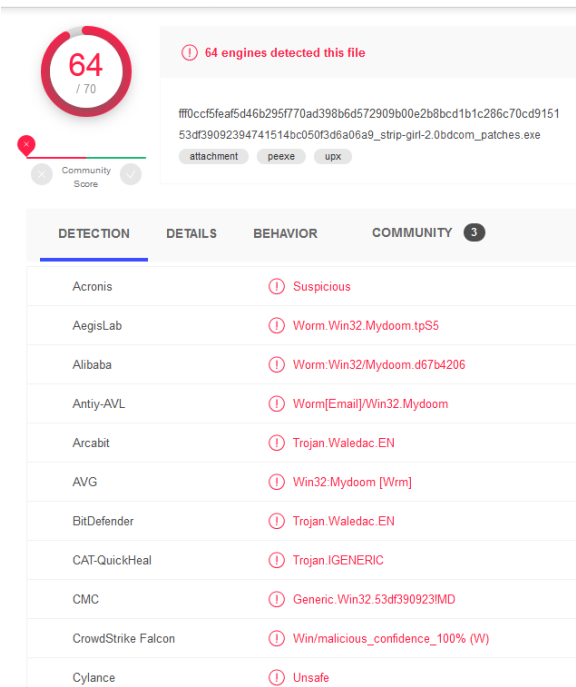 64
/ 70
64 engines detected this file
fff0ccf5feaf5d46b295f770ad398b6d572909b00e2b8bcd1b1c286c70cd9151
53df39092394741514bc050f3d6a06a9_strip-girl-2.0bdcom_patches.exe
attachment peexe upx
Community
Score
DETECTION DETAILS BEHAVIOR COMMUNITY 3
Acronis Suspicious
AegisLab Worm.Win32.Mydoom.tpS5
Alibaba Worm:Win32/Mydoom.d67b4206
Antiy-AVL Worm[Email]/Win32.Mydoom
Arcabit Trojan.Waledac.EN
AVG Win32:Mydoom [Wrm]
BitDefender Trojan.Waledac.EN
CAT-QuickHeal Trojan.IGENERIC
CMC Generic.Win32.53df390923!MD
CrowdStrike Falcon Win/malicious_confidence_100% (W)
Cylance Unsafe